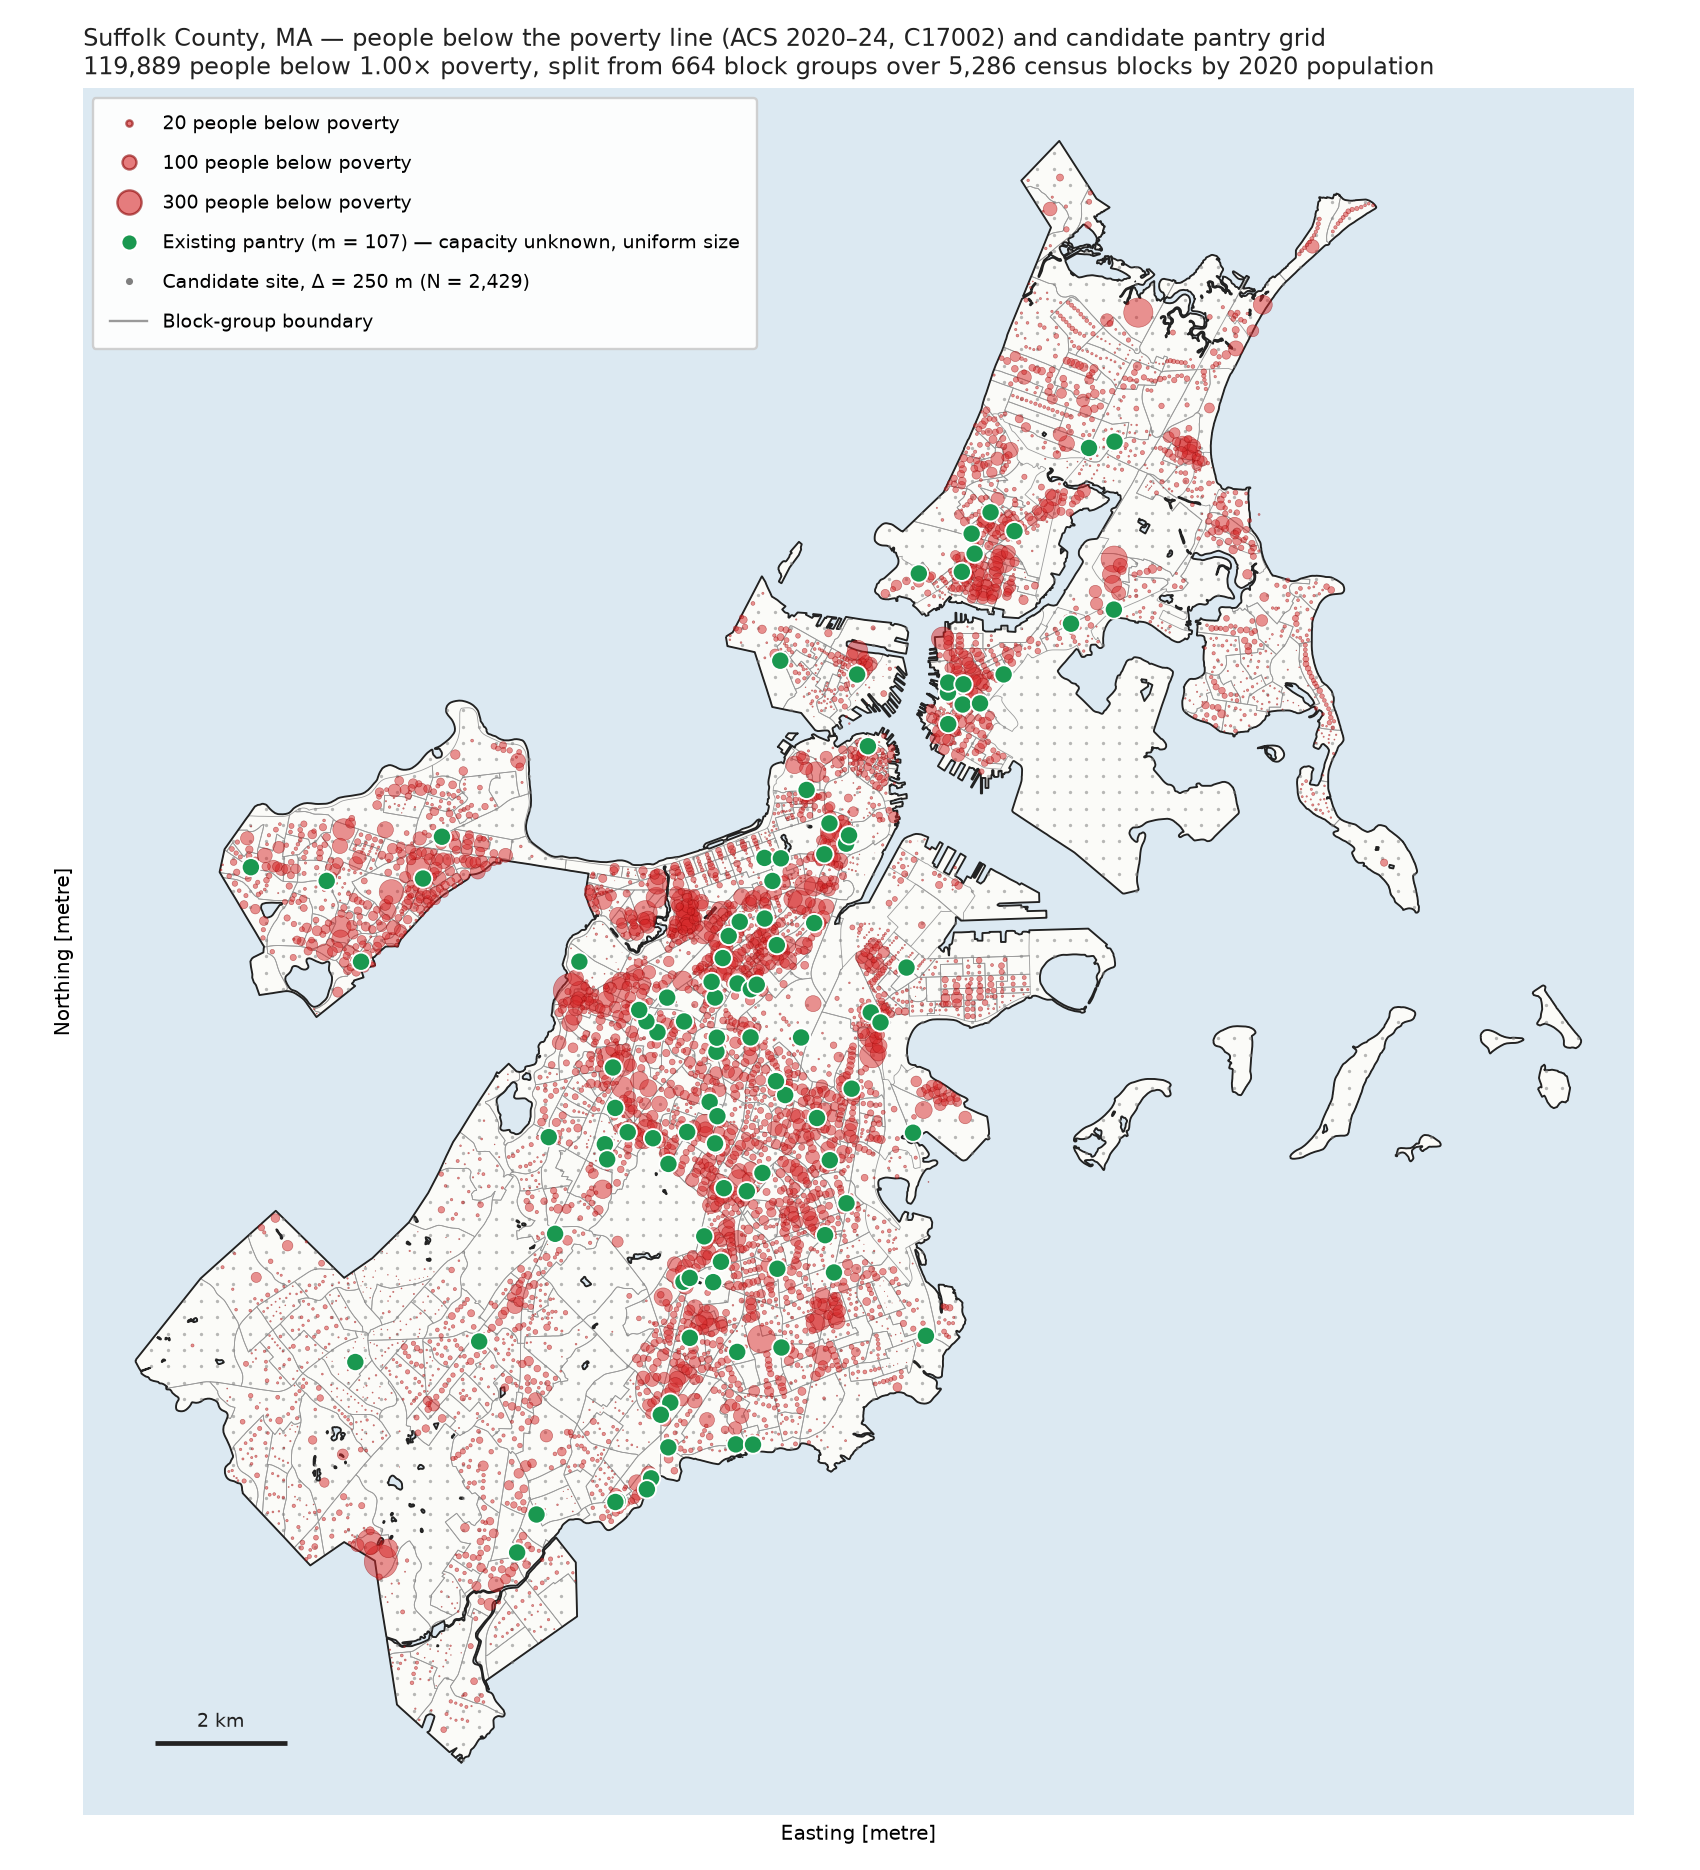 Suffolk County, MA — people below the poverty line (ACS 2020–24, C17002) and candidate pantry grid
119,889 people below 1.00× poverty, split from 664 block groups over 5,286 census blocks by 2020 population
20 people below poverty
100 people below poverty
300 people below poverty
Existing pantry (m = 107) — capacity unknown, uniform size
Candidate site, Δ = 250 m (N = 2,429)
Block-group boundary
Northing [metre]
2 km
Easting [metre]